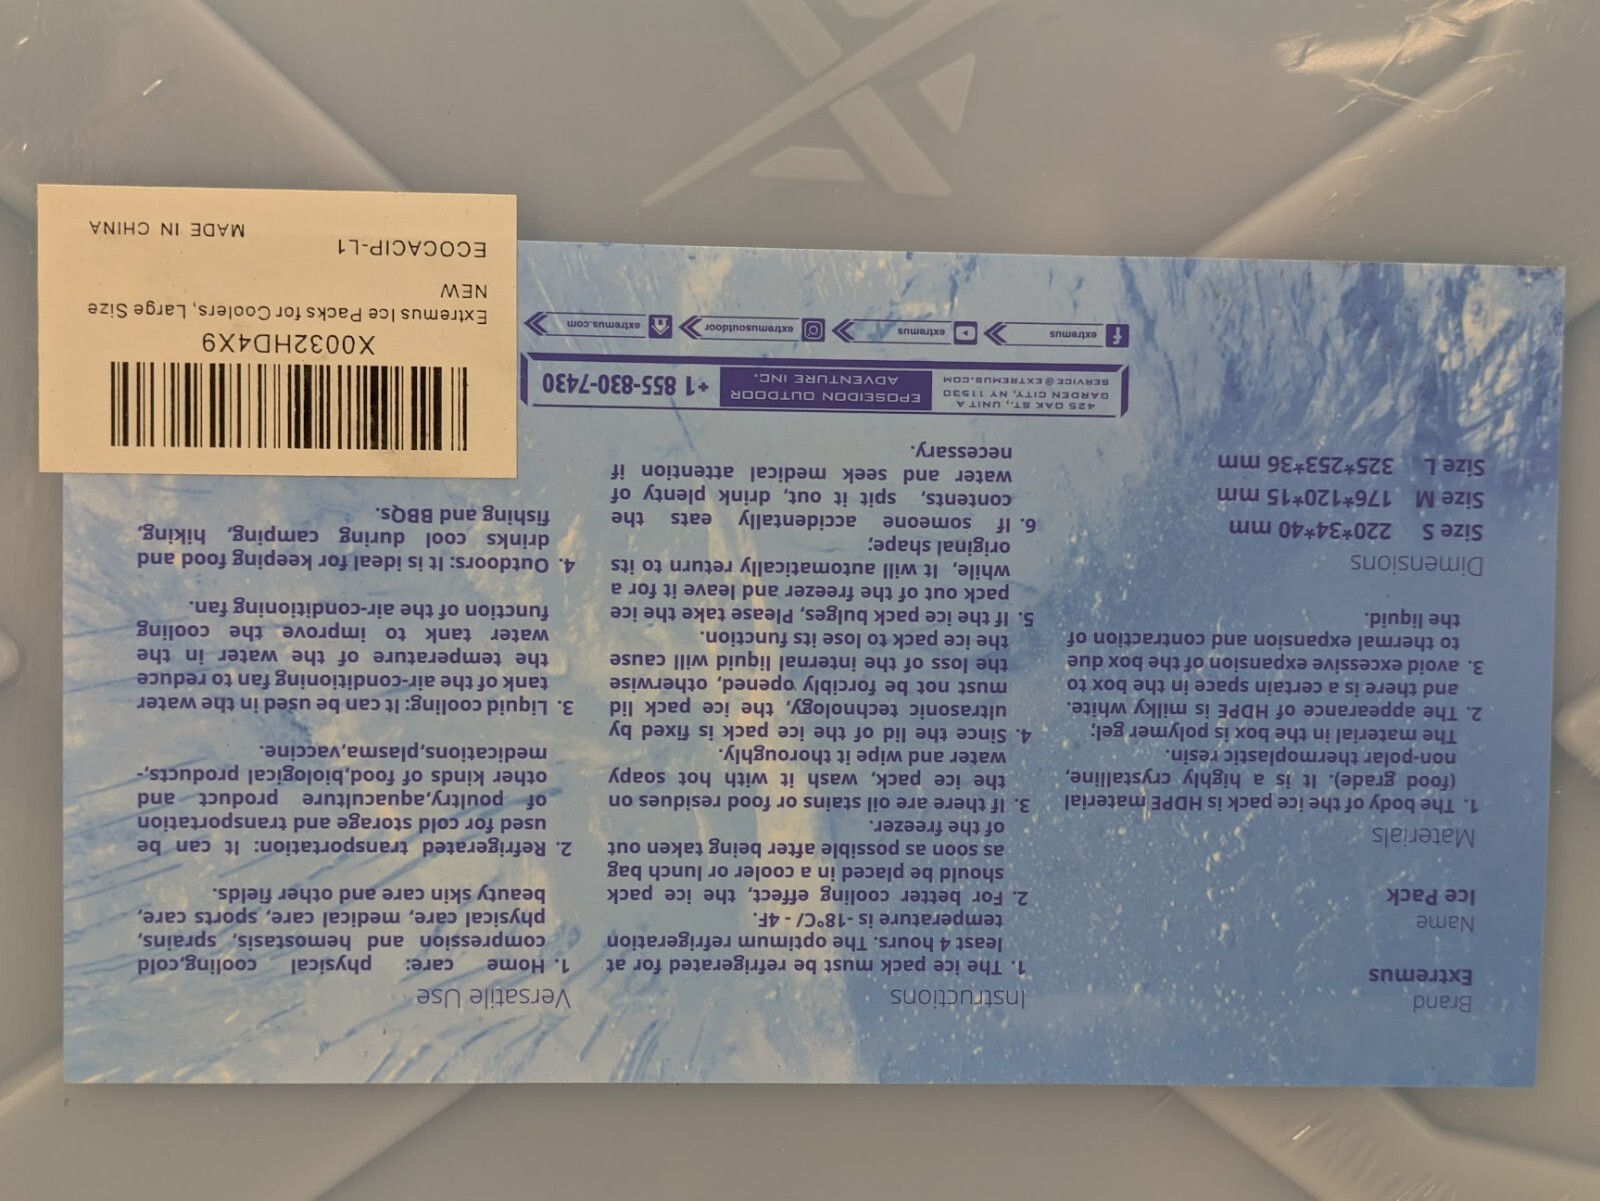 Brand
Extremus
Name
Ice Pack
Materials
1. The body of the ice pack is HDPE material
(food grade). It is a highly crystalline,
non-polar thermoplastic resin.
The material in the box is polymer gel;
2. The appearance of HDPE is milky white.
and there is a certain space in the box to
3. avoid excessive expansion of the box due
to thermal expansion and contraction of
the liquid.
Dimensions
Size S 220*34*40 mm
Size M 176*120*15 mm
Size L 325*253*36 mm
Instructions
1. The ice pack must be refrigerated for at
least 4 hours. The optimum refrigeration
temperature is -18°C/ - 4F.
2. For better cooling effect, the ice pack
should be placed in a cooler or lunch bag
as soon as possible after being taken out
of the freezer.
3. If there are oil stains or food residues on
the ice pack, wash it with hot soapy
water and wipe it thoroughly.
4. Since the lid of the ice pack is fixed by
ultrasonic technology, the ice pack lid
must not be forcibly opened, otherwise
the loss of the internal liquid will cause
the ice pack to lose its function.
5. If the ice pack bulges, Please take the ice
pack out of the freezer and leave it for a
while, It will automatically return to its
original shape;
6. If someone accidentally eats the
contents, spit it out, drink plenty of
water and seek medical attention if
necessary.
Versatile Use
1. Home care: physical cooling,cold
compression and hemostasis, sprains,
physical care, medical care, sports care,
beauty skin care and other fields.
2. Refrigerated transportation: It can be
used for cold storage and transportation
of poultry,aquaculture product and
other kinds of food,biological products,-
medications,plasma,vaccine.
3. Liquid cooling: It can be used in the water
tank of the air-conditioning fan to reduce
the temperature of the water in the
water tank to improve the cooling
function of the air-conditioning fan.
4. Outdoors: It is ideal for keeping food and
drinks cool during camping, hiking,
fishing and BBQs.
425 OAK ST., UNIT A
GARDEN CITY, NY 11530
SERVICE@EXTREMUS.COM
EPOSEIDON OUTDOOR
ADVENTURE INC.
+1 855-830-7430
extremus
extremus
extremusoutdoor
extremus.com
X0032HD4X9
Extremus Ice Packs for Coolers, Large Size
NEW
ECOCACIP-L1
MADE IN CHINA